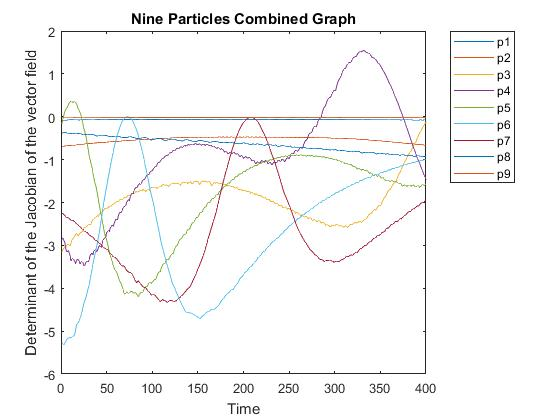 Nine Particles Combined Graph
Determinant of the Jacobian of the vector field
2
1
0
-1
-2
-3
-4
-5
-6
0
50
100
150
200
250
300
350
400
Time
p1
p2
p3
p4
p5
p6
p7
p8
p9